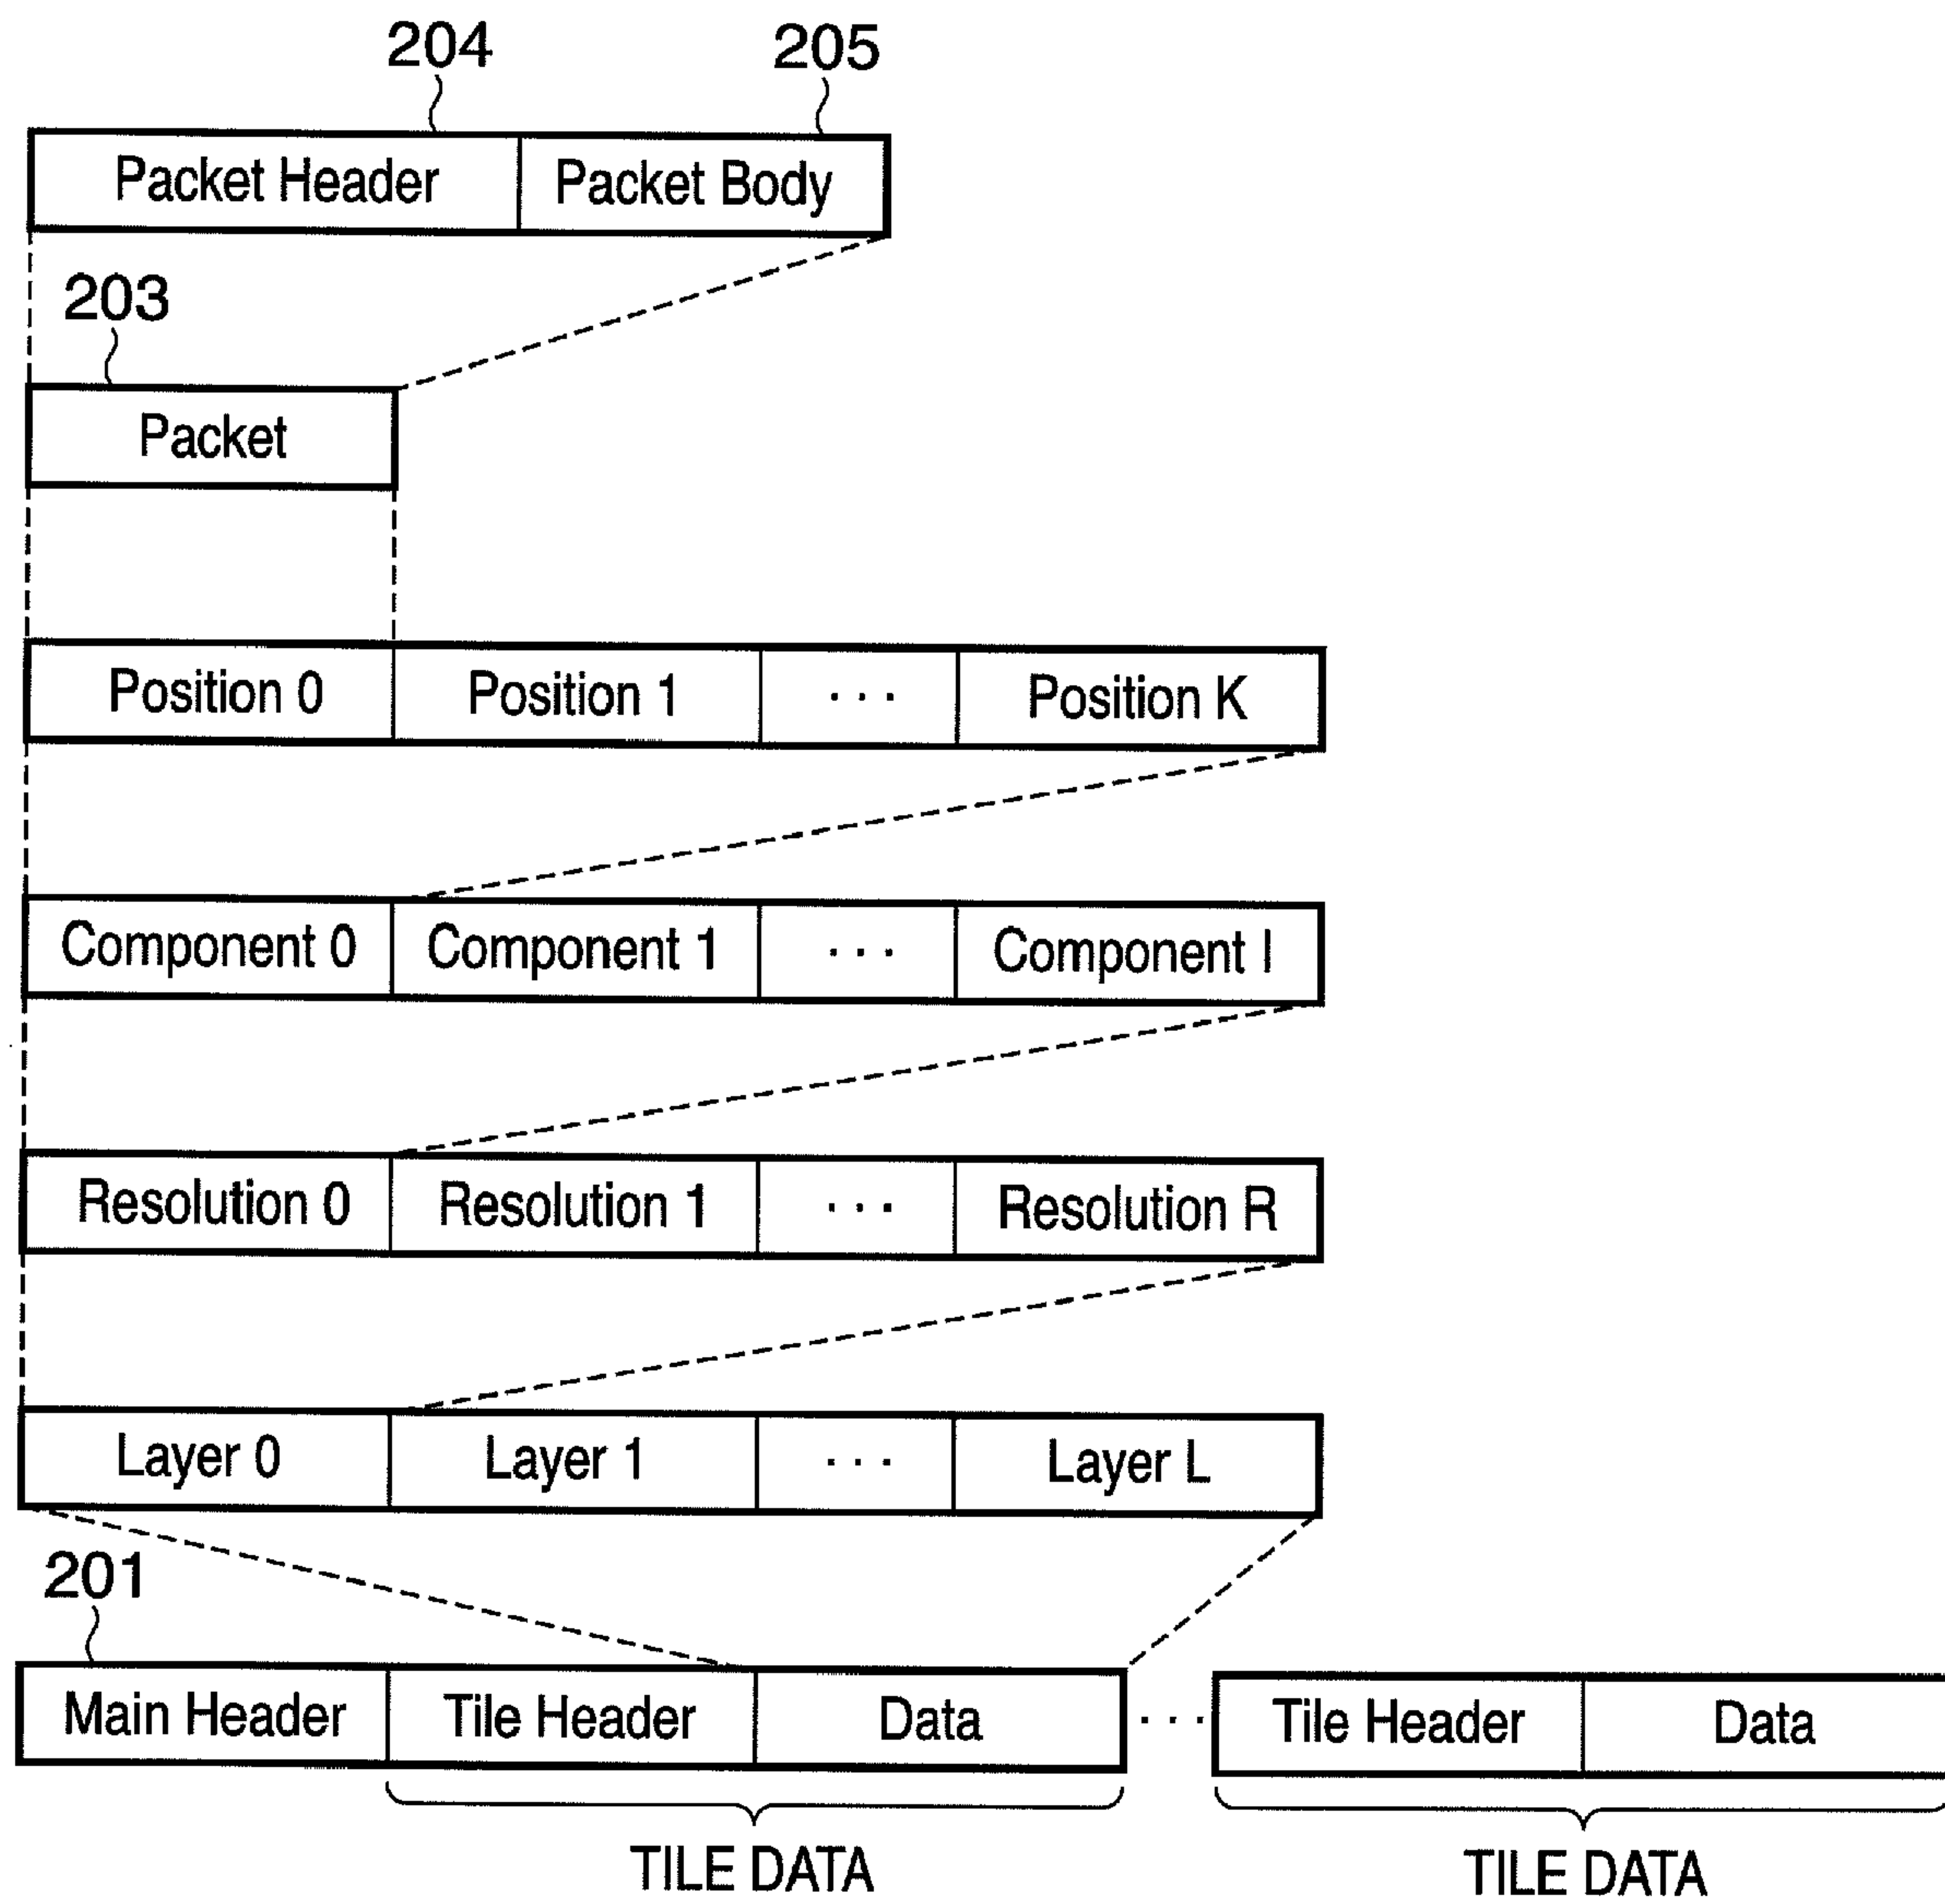 204 205
Packet Header Packet Body
203
Packet
Position 0 Position 1 ... Position K
Component 0 Component 1 ... Component I
Resolution 0 Resolution 1 ... Resolution R
Layer 0 Layer 1 ... Layer L
201
Main Header Tile Header Data ... Tile Header Data
TILE DATA TILE DATA